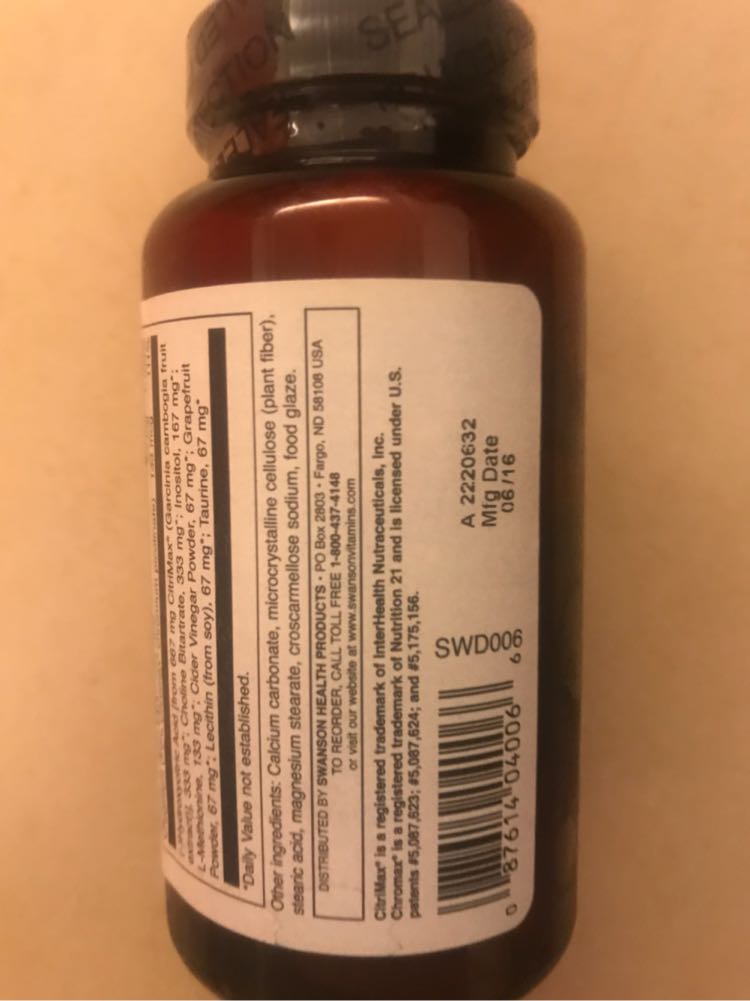 SEAL
(-)Hydroxycitric Acid (from 667 mg CitriMax® (Garcinia cambogia fruit
extract), 333 mg*; Choline Bitartrate, 333 mg*; Inositol, 167 mg*;
L-Methionine, 133 mg*; Cider Vinegar Powder, 67 mg*; Grapefruit
Powder, 67 mg*; Lecithin (from soy), 67 mg*; Taurine, 67 mg*
*Daily Value not established.
Other ingredients: Calcium carbonate, microcrystalline cellulose (plant fiber),
stearic acid, magnesium stearate, croscarmellose sodium, food glaze.
DISTRIBUTED BY SWANSON HEALTH PRODUCTS • PO Box 2803 • Fargo, ND 58108 USA
TO REORDER, CALL TOLL FREE 1-800-437-4148
or visit our website at www.swansonvitamins.com
CitriMax® is a registered trademark of InterHealth Nutraceuticals, Inc.
Chromax® is a registered trademark of Nutrition 21 and is licensed under U.S.
patents #5,087,623; #5,087,624; and #5,175,156.
SWD006
A 2220632
Mfg Date
06/16
0 87614 04006 6